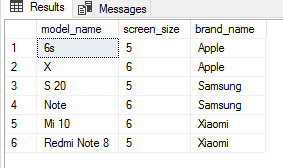 Results Messages
model_name screen_size brand_name
1 6s 5 Apple
2 X 6 Apple
3 S 20 5 Samsung
4 Note 6 Samsung
5 Mi 10 6 Xiaomi
6 Redmi Note 8 5 Xiaomi